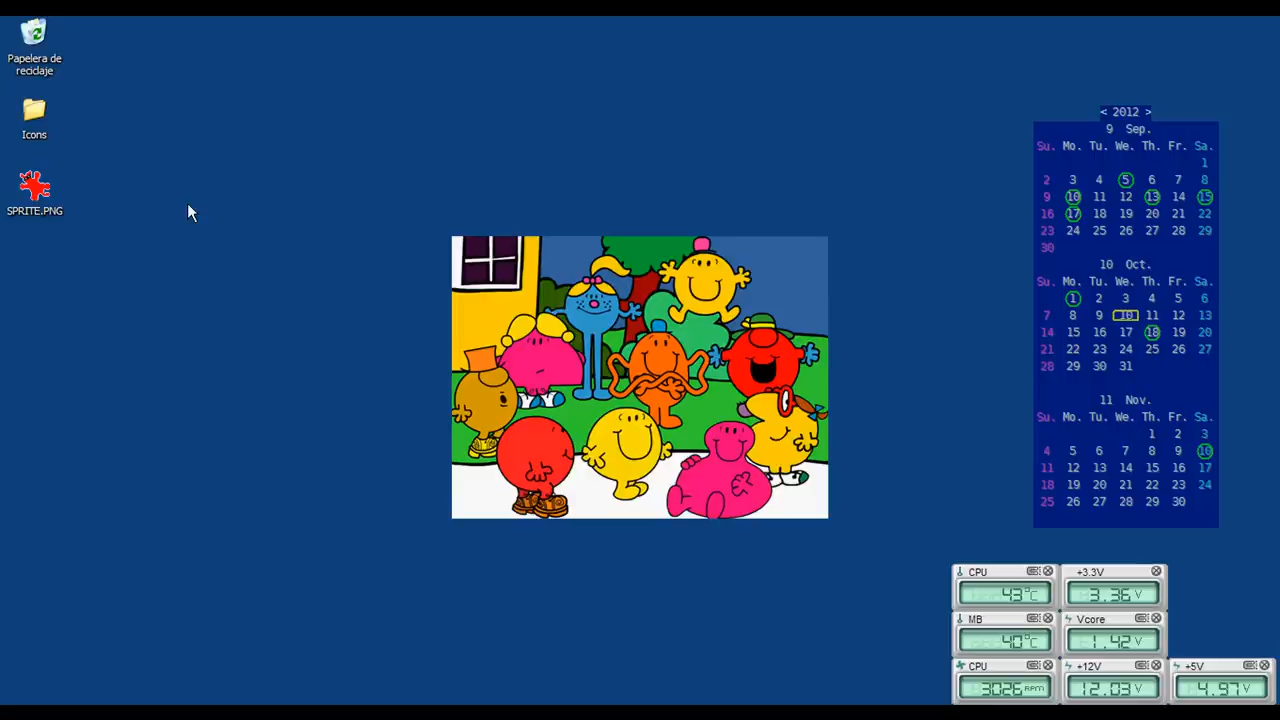 Papelera de
reciclaje
Icons
SPRITE.PNG
< 2012 >
9 Sep.
Su. Mo. Tu. We. Th. Fr. Sa.
1
2 3 4 5 6 7 8
9 10 11 12 13 14 15
16 17 18 19 20 21 22
23 24 25 26 27 28 29
30
10 Oct.
Su. Mo. Tu. We. Th. Fr. Sa.
1 2 3 4 5 6
7 8 9 10 11 12 13
14 15 16 17 18 19 20
21 22 23 24 25 26 27
28 29 30 31
11 Nov.
Su. Mo. Tu. We. Th. Fr. Sa.
1 2 3
4 5 6 7 8 9 10
11 12 13 14 15 16 17
18 19 20 21 22 23 24
25 26 27 28 29 30
CPU
43°C
+3.3V
3.36 V
MB
40°C
Vcore
1.42 V
CPU
3026 RPM
+12V
12.03 V
+5V
4.97 V